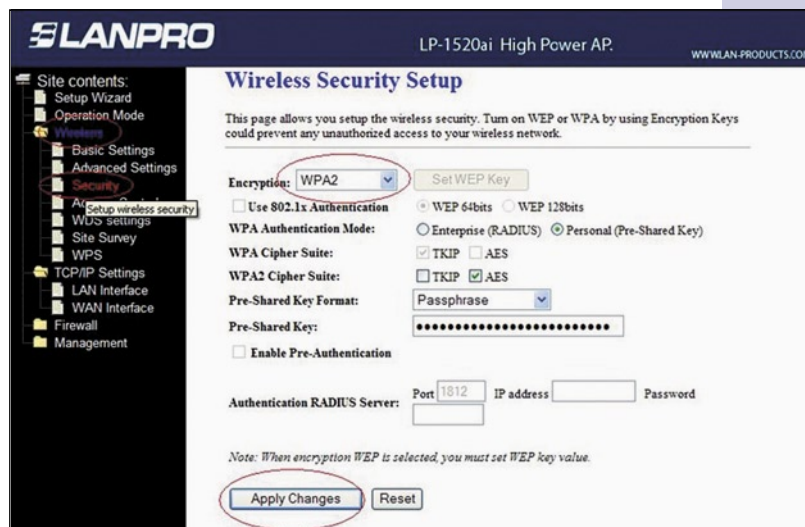 LANPRO
LP-1520ai High Power AP.
WWW.LAN-PRODUCTS.COM
Site contents:
Setup Wizard
Operation Mode
Wireless
Basic Settings
Advanced Settings
Security
Setup wireless security
WDS settings
Site Survey
WPS
TCP/IP Settings
LAN Interface
WAN Interface
Firewall
Management
Wireless Security Setup
This page allows you setup the wireless security. Turn on WEP or WPA by using Encryption Keys
could prevent any unauthorized access to your wireless network.
Encryption: WPA2 Set WEP Key
Use 802.1x Authentication WEP 64bits WEP 128bits
WPA Authentication Mode: Enterprise (RADIUS) Personal (Pre-Shared Key)
WPA Cipher Suite: TKIP AES
WPA2 Cipher Suite: TKIP AES
Pre-Shared Key Format: Passphrase
Pre-Shared Key:
Enable Pre-Authentication
Authentication RADIUS Server: Port 1812 IP address Password
Note: When encryption WEP is selected, you must set WEP key value.
Apply Changes Reset